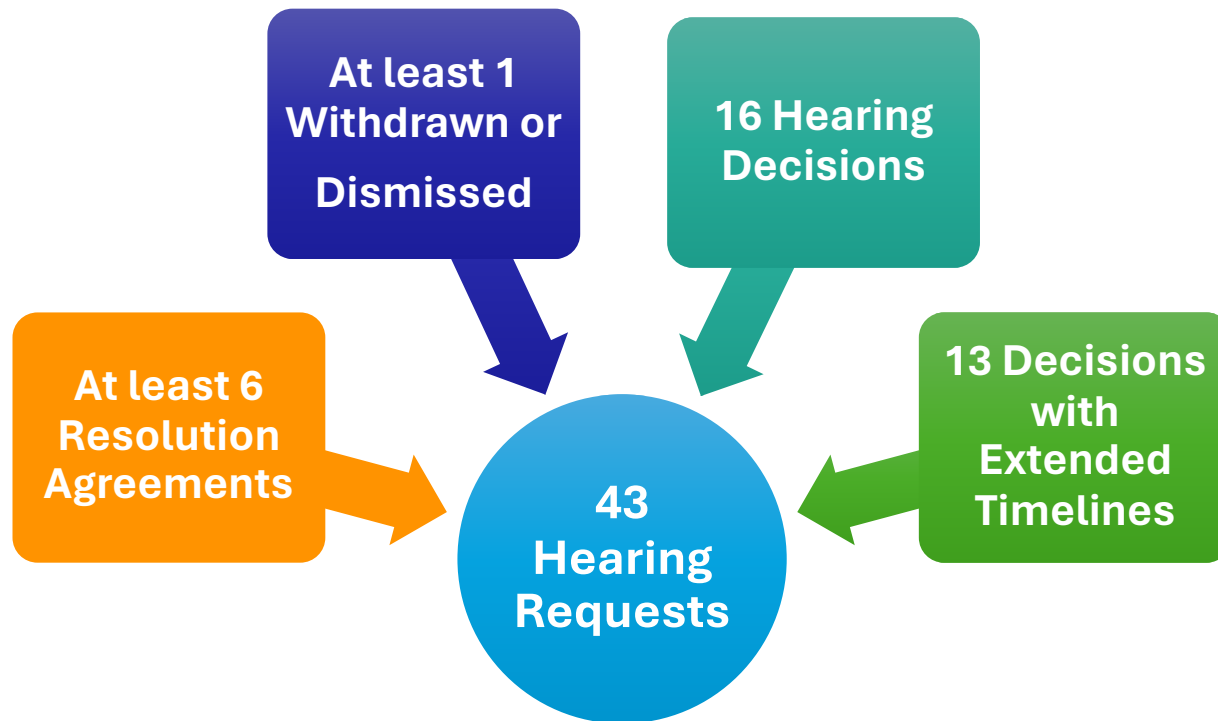 At least 1
Withdrawn or
Dismissed
16 Hearing
Decisions
At least 6
Resolution
Agreements
13 Decisions
with
Extended
Timelines
43
Hearing
Requests